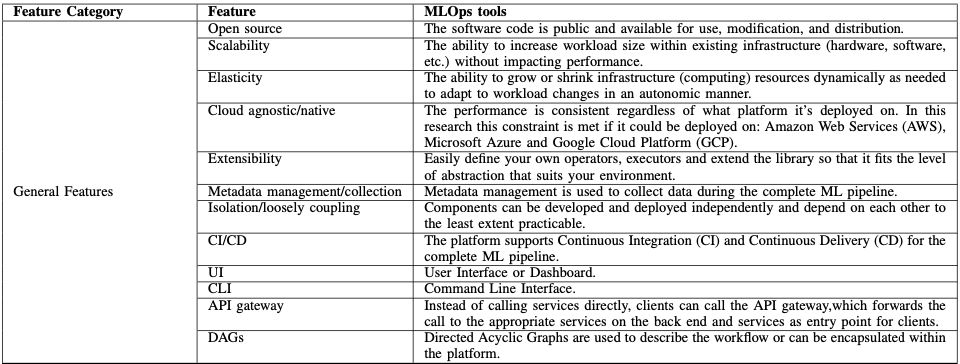 Feature Category Feature MLOps tools
Open source The software code is public and available for use, modification, and distribution.
Scalability The ability to increase workload size within existing infrastructure (hardware, software,
etc.) without impacting performance.
Elasticity The ability to grow or shrink infrastructure (computing) resources dynamically as needed
to adapt to workload changes in an autonomic manner.
Cloud agnostic/native The performance is consistent regardless of what platform it's deployed on. In this
research this constraint is met if it could be deployed on: Amazon Web Services (AWS),
Microsoft Azure and Google Cloud Platform (GCP).
Extensibility Easily define your own operators, executors and extend the library so that it fits the level
of abstraction that suits your environment.
General Features Metadata management/collection Metadata management is used to collect data during the complete ML pipeline.
Isolation/loosely coupling Components can be developed and deployed independently and depend on each other to
the least extent practicable.
CI/CD The platform supports Continuous Integration (CI) and Continuous Delivery (CD) for the
complete ML pipeline.
UI User Interface or Dashboard.
CLI Command Line Interface.
API gateway Instead of calling services directly, clients can call the API gateway,which forwards the
call to the appropriate services on the back end and services as entry point for clients.
DAGs Directed Acyclic Graphs are used to describe the workflow or can be encapsulated within
the platform.